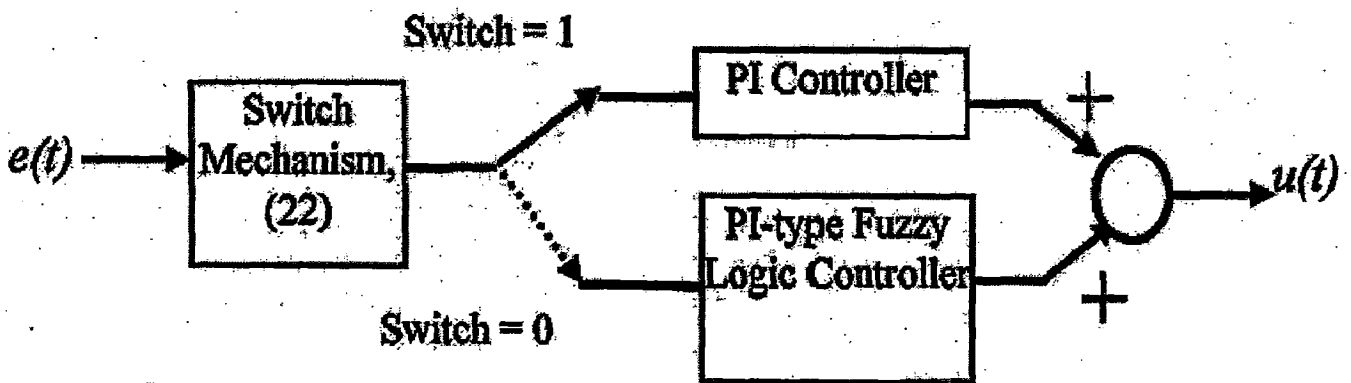 Switch = 1
PI Controller
+
Switch
Mechanism,
(22)
e(t)
u(t)
PI-type Fuzzy
Logic Controller
+
Switch = 0